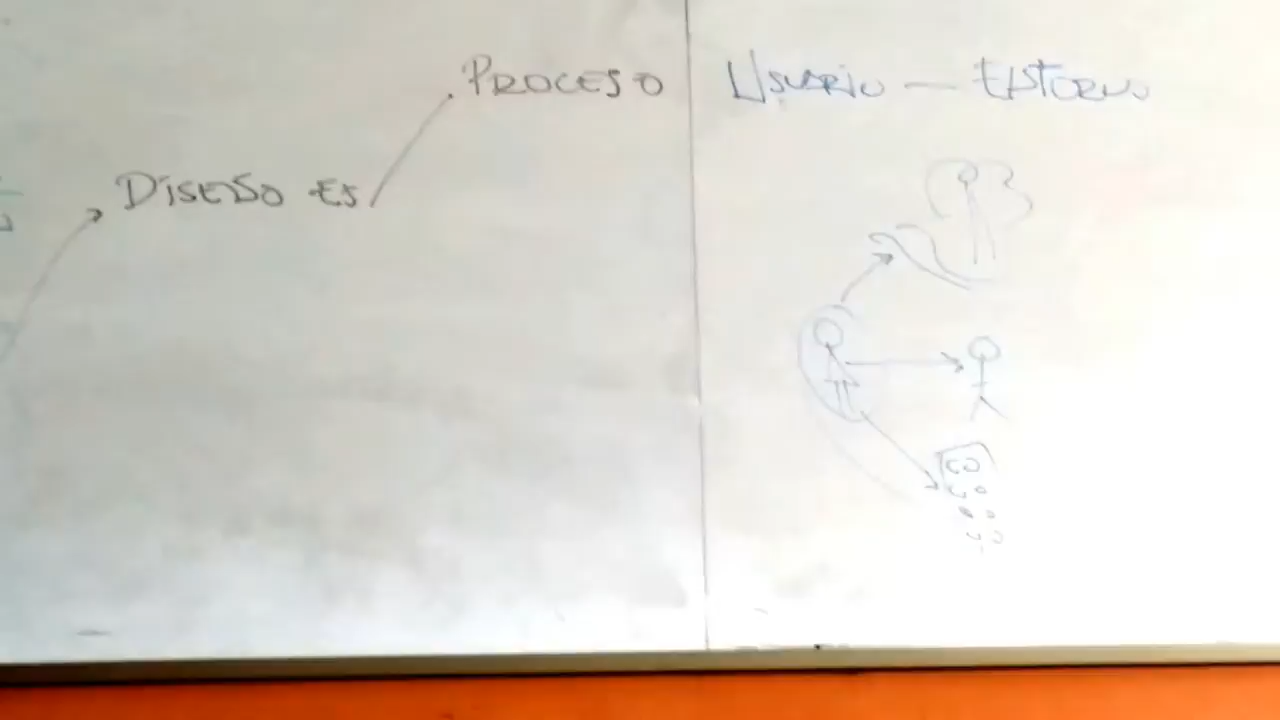 PROCESO
DISEÑO ES
USUARIO — ENTORNO